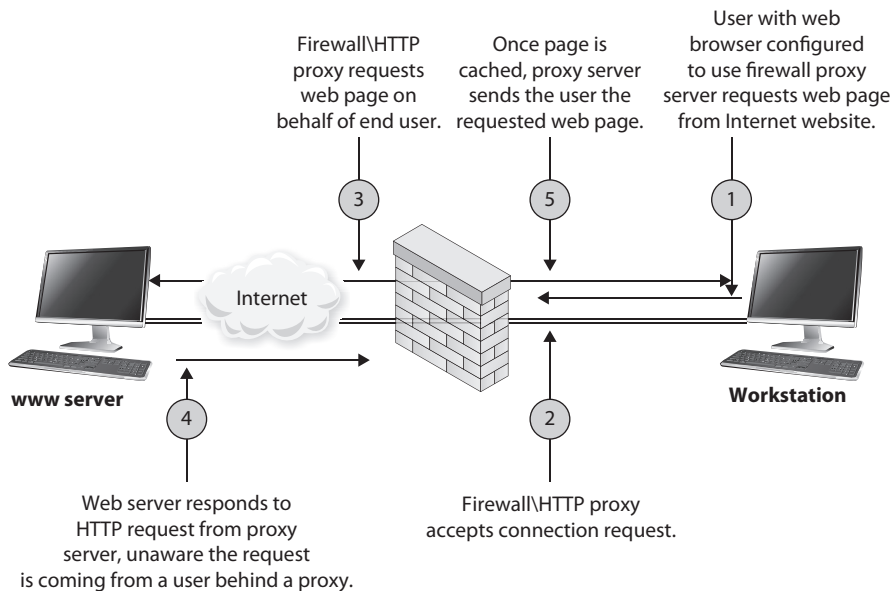 Firewall\HTTP
proxy requests
web page on
behalf of end user.
Once page is
cached, proxy server
sends the user the
requested web page.
User with web
browser configured
to use firewall proxy
server requests web page
from Internet website.
3
5
1
Internet
www server
Workstation
4
2
Web server responds to
HTTP request from proxy
server, unaware the request
is coming from a user behind a proxy.
Firewall\HTTP proxy
accepts connection request.